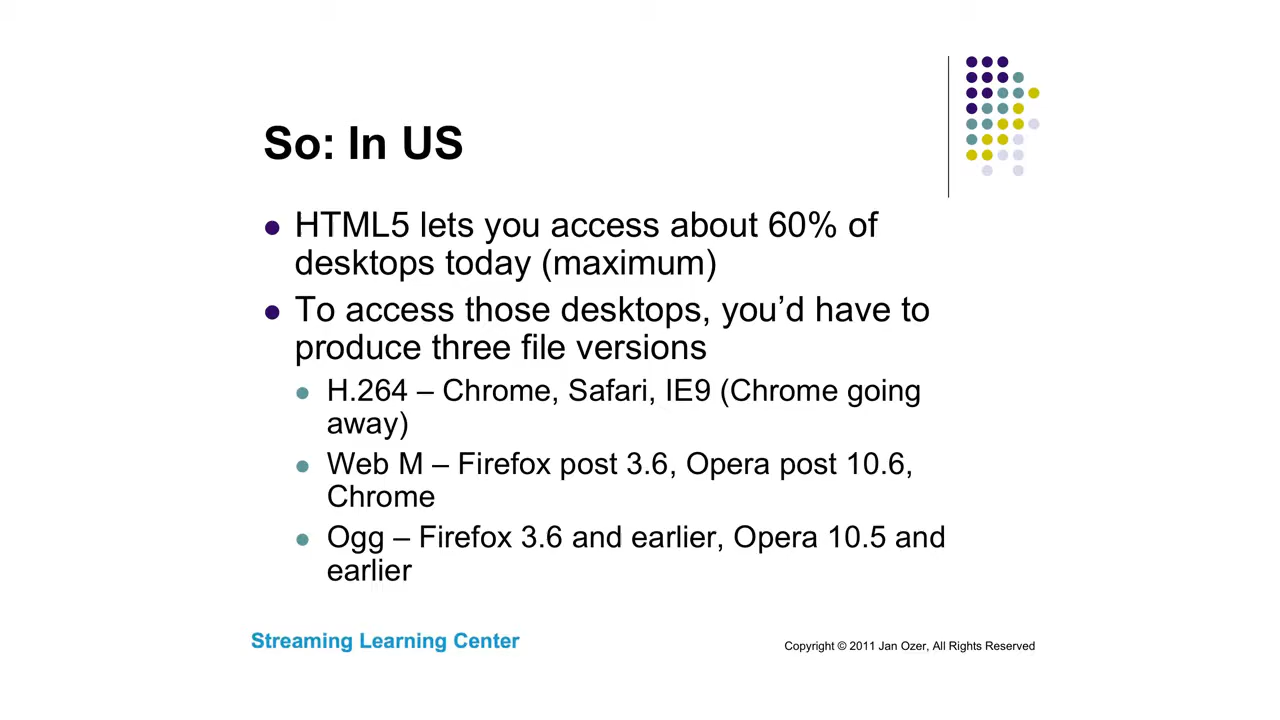 So: In US
HTML5 lets you access about 60% of
desktops today (maximum)
To access those desktops, you’d have to
produce three file versions
H.264 – Chrome, Safari, IE9 (Chrome going
away)
Web M – Firefox post 3.6, Opera post 10.6,
Chrome
Ogg – Firefox 3.6 and earlier, Opera 10.5 and
earlier
Streaming Learning Center
Copyright © 2011 Jan Ozer, All Rights Reserved